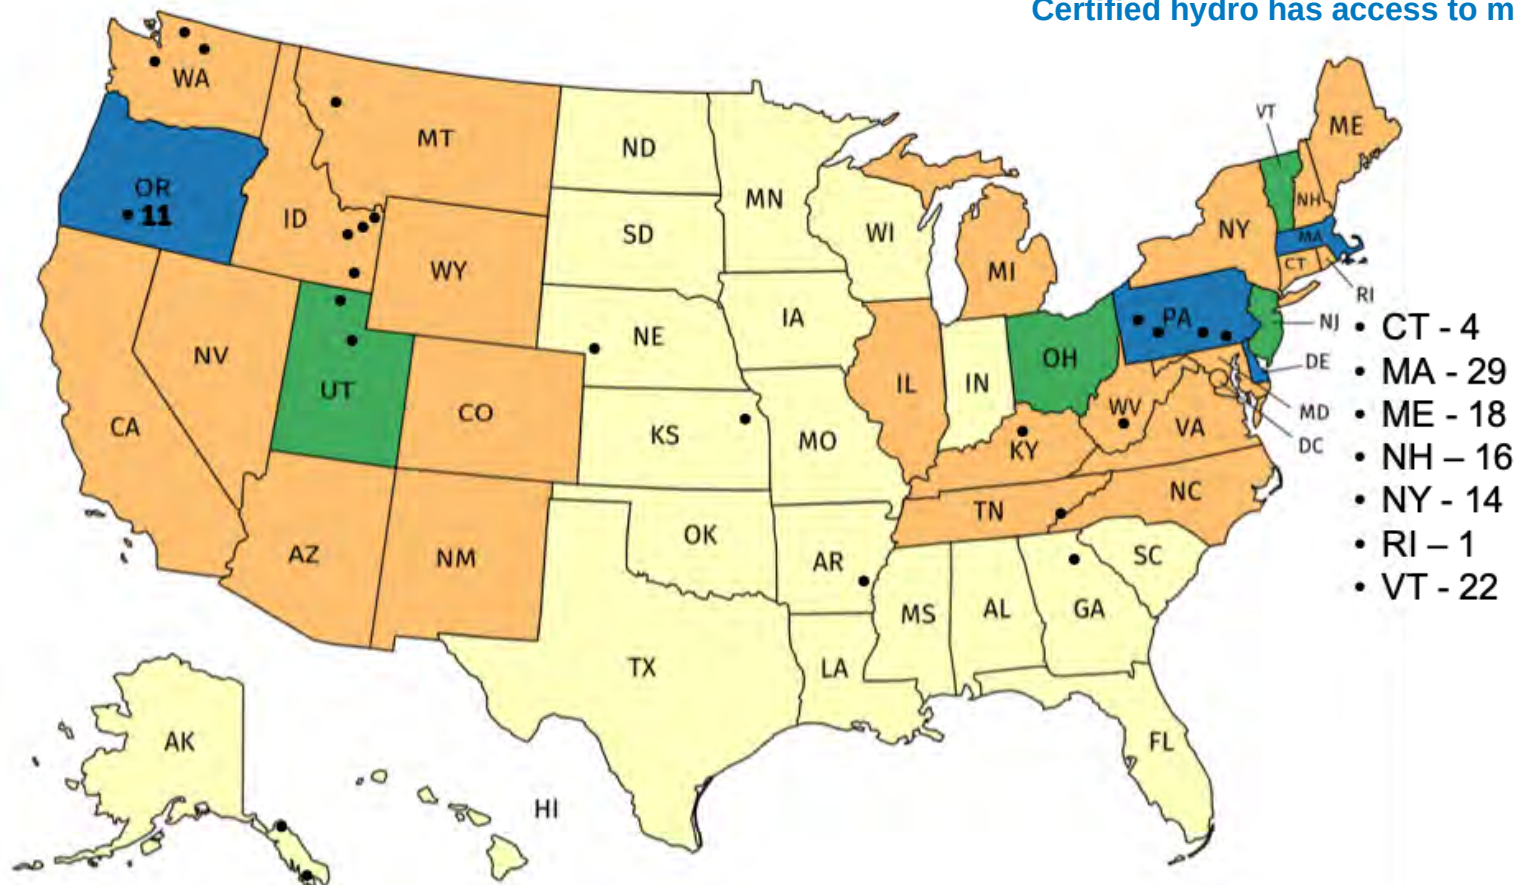 Certified hydro has access to m
WA
MT
ND
MN
VT
ME
OR
11
ID
SD
WI
NH
NY
MA
WY
MI
CT
RI
NE
IA
PA
NJ
NV
OH
DE
UT
CO
IL
IN
WV
MD
CA
KS
MO
KY
VA
DC
TN
NC
AZ
NM
OK
AR
SC
MS
AL
GA
TX
LA
AK
FL
HI
• CT - 4
• MA - 29
• ME - 18
• NH – 16
• NY - 14
• RI – 1
• VT - 22